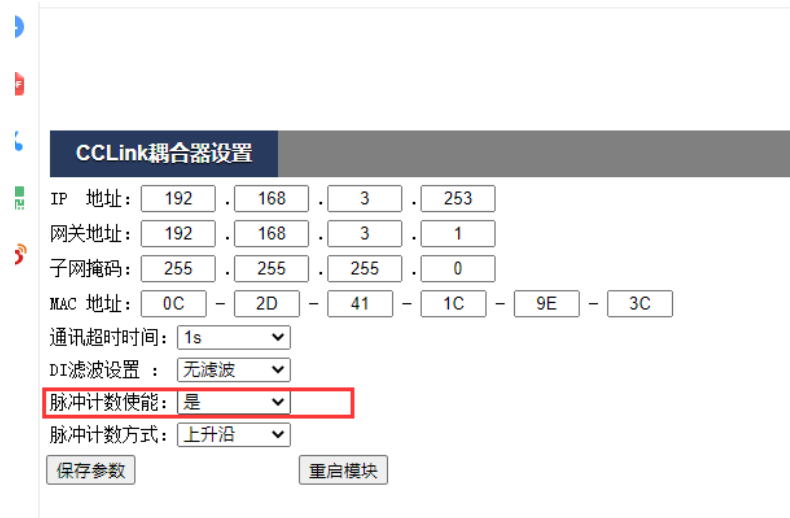 CCLink耦合器设置
IP 地址: 192 . 168 . 3 . 253
网关地址: 192 . 168 . 3 . 1
子网掩码: 255 . 255 . 255 . 0
MAC 地址: 0C - 2D - 41 - 1C - 9E - 3C
通讯超时时间: 1s
DI滤波设置 : 无滤波
脉冲计数使能: 是
脉冲计数方式: 上升沿
保存参数 重启模块